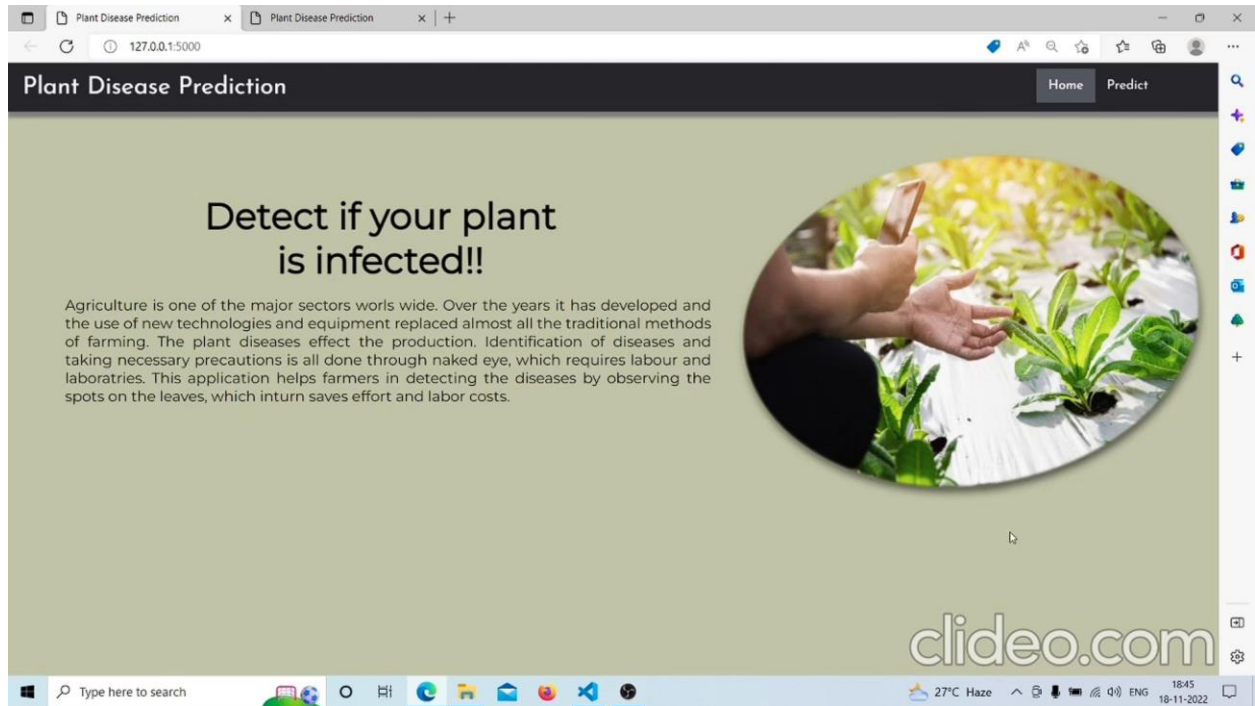 Plant Disease Prediction
Plant Disease Prediction
127.0.0.1:5000
Plant Disease Prediction
Home Predict
Detect if your plant
is infected!!
Agriculture is one of the major sectors worls wide. Over the years it has developed and
the use of new technologies and equipment replaced almost all the traditional methods
of farming. The plant diseases effect the production. Identification of diseases and
taking necessary precautions is all done through naked eye, which requires labour and
laboratries. This application helps farmers in detecting the diseases by observing the
spots on the leaves, which inturn saves effort and labor costs.
clideo.com
Type here to search
27°C Haze
ENG
18:45
18-11-2022